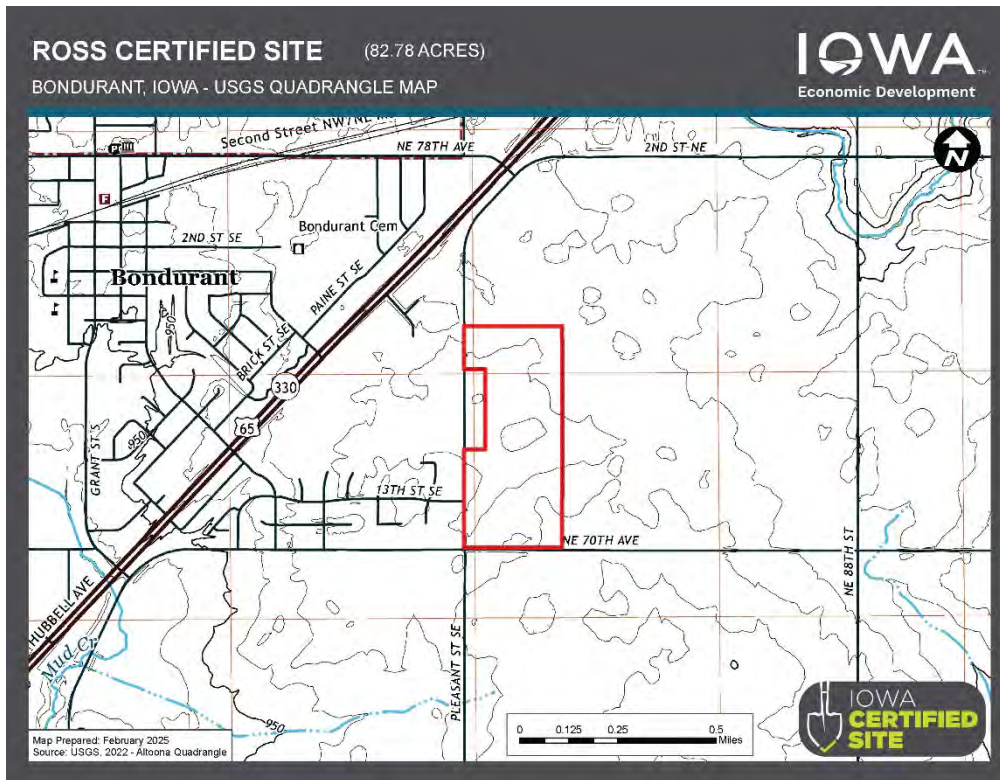 ROSS CERTIFIED SITE (82.78 ACRES)
BONDURANT, IOWA - USGS QUADRANGLE MAP
IOWA
Economic Development
Second Street NW/NE
NE 78TH AVE
2ND ST NE
N
F
Bondurant Cem
2ND ST SE
Bondurant
PAINE ST SE
950
BRICK ST SE
330
65
950
GRANT ST S
13TH ST SE
NE 70TH AVE
NE 88TH ST
HUBBELL AVE
Mud Cr
PLEASANT ST SE
950
0 0.125 0.25 0.5
Miles
Map Prepared: February 2025
Source: USGS, 2022 - Altoona Quadrangle
IOWA
CERTIFIED
SITE